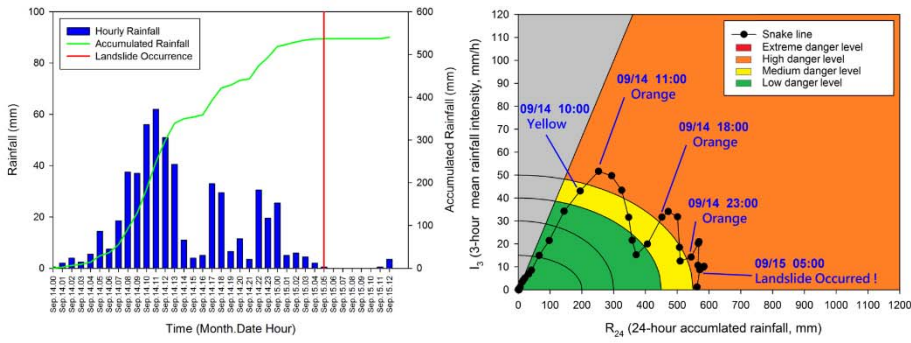 100
80
60
40
20
0
Rainfall (mm)
Hourly Rainfall
Accumulated Rainfall
Landslide Occurrence
600
500
400
300
200
100
0
Accumulated Rainfall (mm)
Sep.14.00
Sep.14.01
Sep.14.02
Sep.14.03
Sep.14.04
Sep.14.05
Sep.14.06
Sep.14.07
Sep.14.08
Sep.14.09
Sep.14.10
Sep.14.11
Sep.14.12
Sep.14.13
Sep.14.14
Sep.14.15
Sep.14.16
Sep.14.17
Sep.14.18
Sep.14.19
Sep.14.20
Sep.14.21
Sep.14.22
Sep.14.23
Sep.15.00
Sep.15.01
Sep.15.02
Sep.15.03
Sep.15.04
Sep.15.05
Sep.15.06
Sep.15.07
Sep.15.08
Sep.15.09
Sep.15.10
Sep.15.11
Sep.15.12
Time (Month.Date Hour)
120
110
100
90
80
70
60
50
40
30
20
10
0
I3 (3-hour mean rainfall intensity, mm/h)
Snake line
Extreme danger level
High danger level
Medium danger level
Low danger level
09/14 11:00
Orange
09/14 10:00
Yellow
09/14 18:00
Orange
09/14 23:00
Orange
09/15 05:00
Landslide Occurred !
0 100 200 300 400 500 600 700 800 900 1000 1100 1200
R24 (24-hour accumlated rainfall, mm)